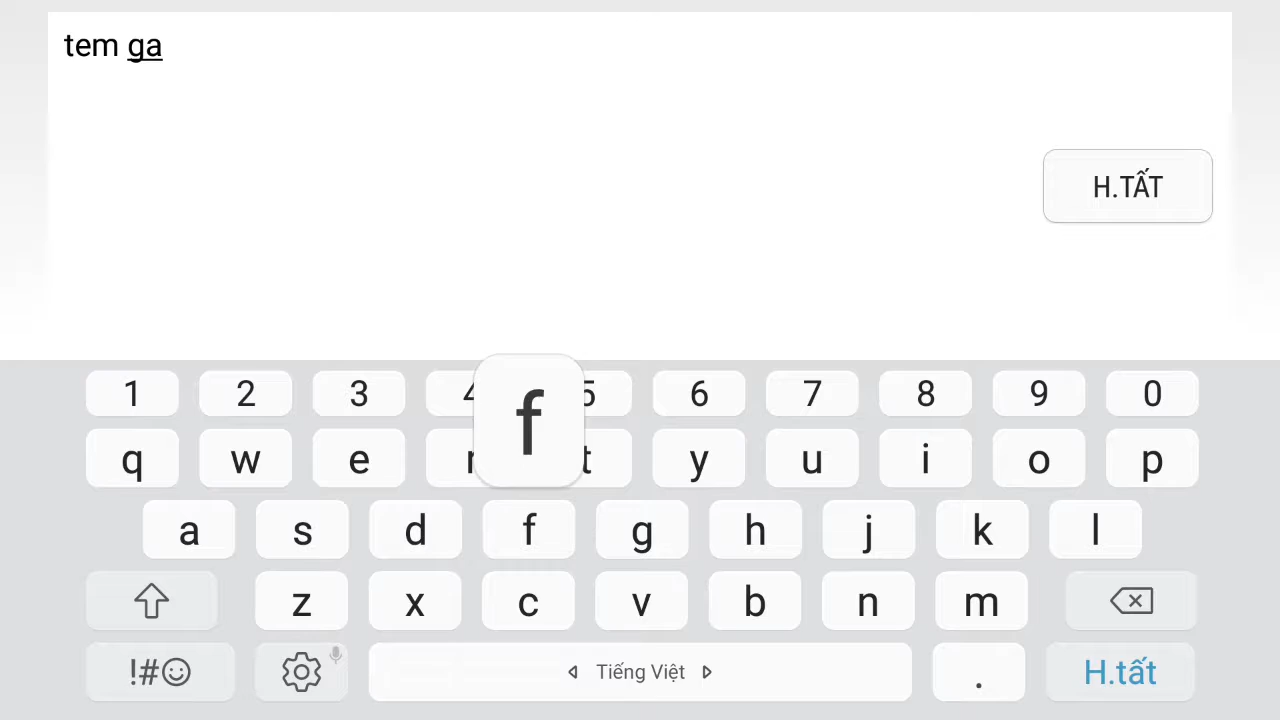 tem ga
H.TẤT
1 2 3 4 5 6 7 8 9 0
f
q w e r t y u i o p
a s d f g h j k l
z x c v b n m
!# Tiếng Việt . H.tất